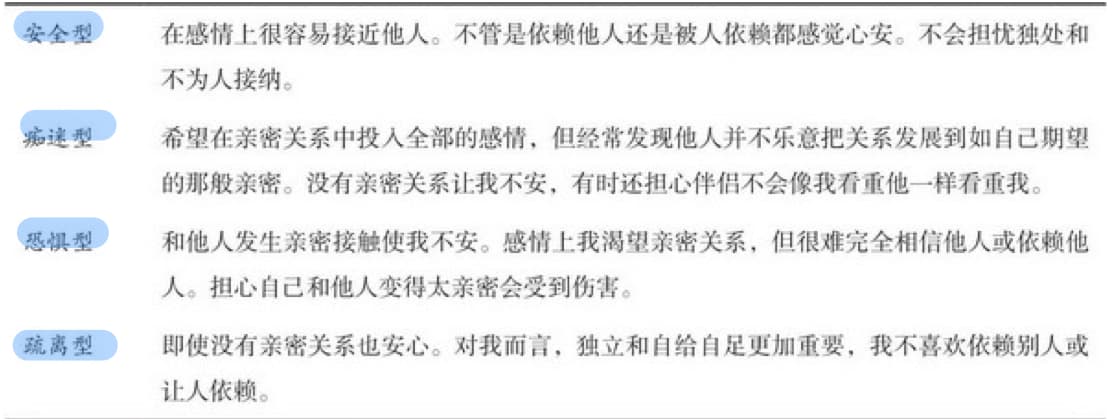 安全型 在感情上很容易接近他人。不管是依赖他人还是被人依赖都感觉心安。不会担忧独处和
不为人接纳。
痴迷型 希望在亲密关系中投入全部的感情，但经常发现他人并不乐意把关系发展到如自己期望
的那般亲密。没有亲密关系让我不安，有时还担心伴侣不会像我看重他一样看重我。
恐惧型 和他人发生亲密接触使我不安。感情上我渴望亲密关系，但很难完全相信他人或依赖他
人。担心自己和他人变得太亲密会受到伤害。
疏离型 即使没有亲密关系也安心。对我而言，独立和自给自足更加重要，我不喜欢依赖别人或
让人依赖。